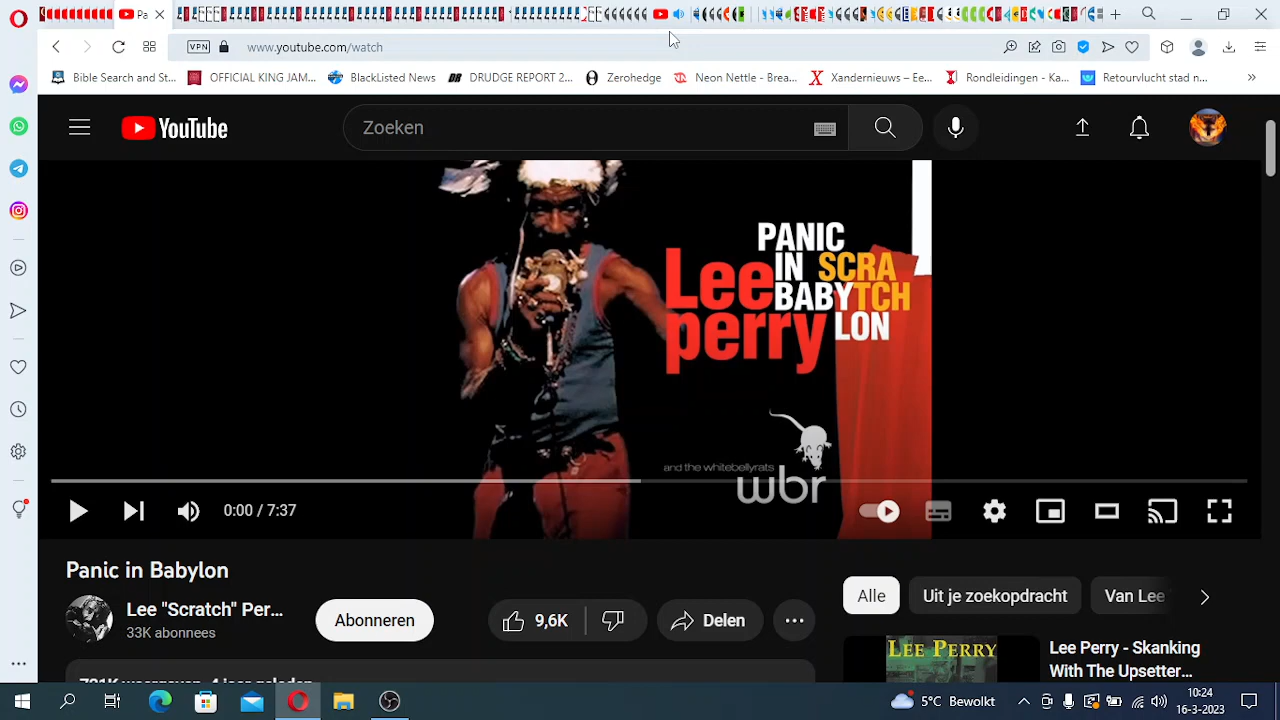 Pa
VPN
www.youtube.com/watch
Bible Search and St...
OFFICIAL KING JAM...
BlackListed News
DRUDGE REPORT 2...
Zerohedge
Neon Nettle - Brea...
Xandernieuws – Ee...
Rondleidingen - Ka...
Retourvlucht stad n...
YouTube
Zoeken
PANIC
IN SCRA
BABYTCH
LON
Lee
perry
and the whitebellyrats
wbr
0:00 / 7:37
Panic in Babylon
Lee "Scratch" Per...
33K abonnees
Abonneren
9,6K
Delen
Alle
Uit je zoekopdracht
Van Lee
LEE PERRY
Lee Perry - Skanking
With The Upsetter...
5°C Bewolkt
10:24
16-3-2023